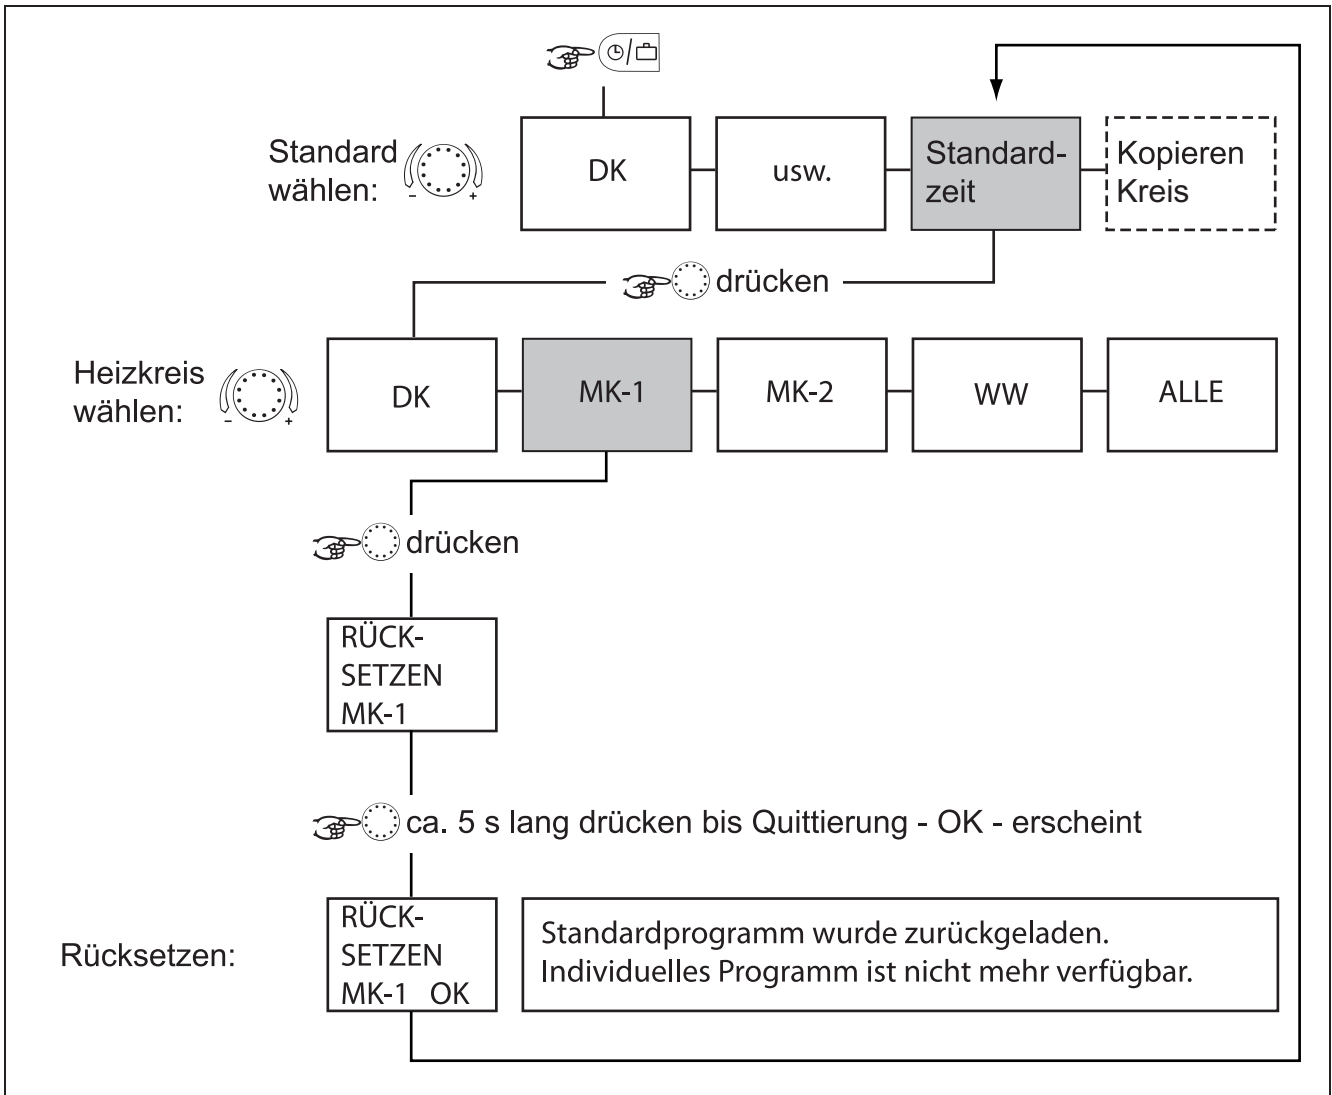 Standard
wählen:
- +
DK
usw.
Standard-
zeit
Kopieren
Kreis
drücken
Heizkreis
wählen:
- +
DK
MK-1
MK-2
WW
ALLE
drücken
RÜCK-
SETZEN
MK-1
ca. 5 s lang drücken bis Quittierung - OK - erscheint
Rücksetzen:
RÜCK-
SETZEN
MK-1 OK
Standardprogramm wurde zurückgeladen.
Individuelles Programm ist nicht mehr verfügbar.